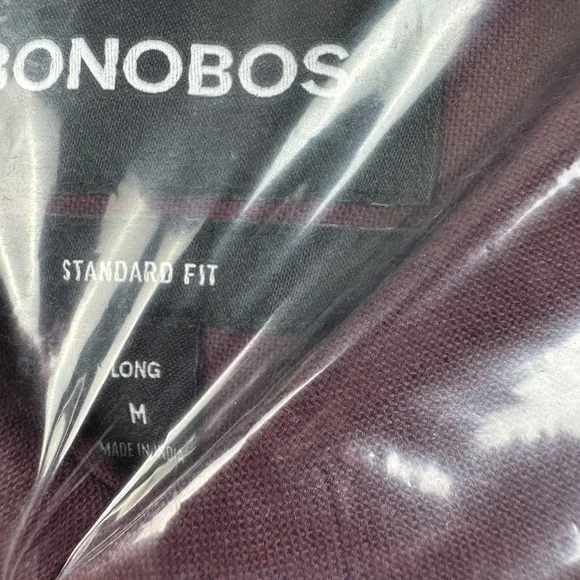 BONOBOS
STANDARD FIT
LONG
M
MADE IN INDIA